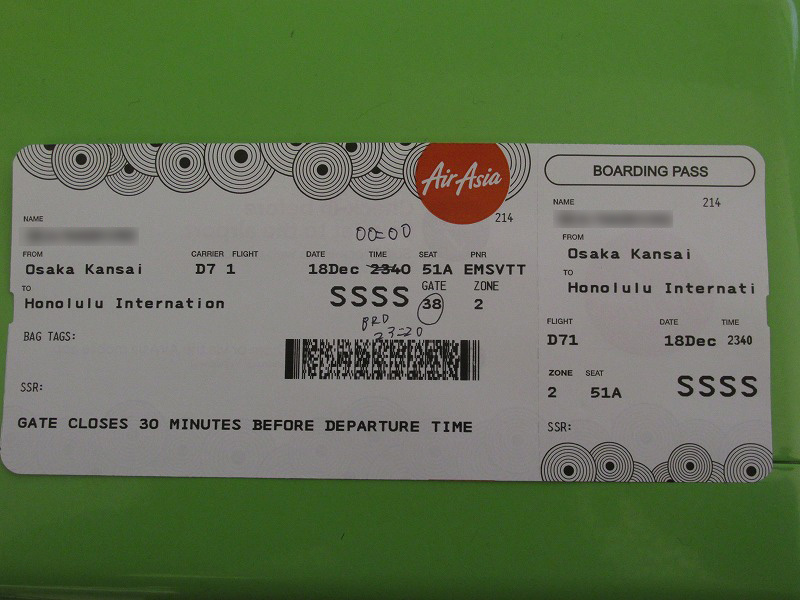 AirAsia
214
NAME
00=00
FROM CARRIER FLIGHT DATE TIME SEAT PNR
Osaka Kansai D7 1 18Dec 2340 51A EMSVTT
TO GATE ZONE
Honolulu Internation SSSS 38 2
BRD
23=20
BAG TAGS:
SSR:
GATE CLOSES 30 MINUTES BEFORE DEPARTURE TIME
BOARDING PASS
NAME 214
FROM
Osaka Kansai
TO
Honolulu Internati
FLIGHT DATE TIME
D71 18Dec 2340
ZONE SEAT
2 51A SSSS
SSR: